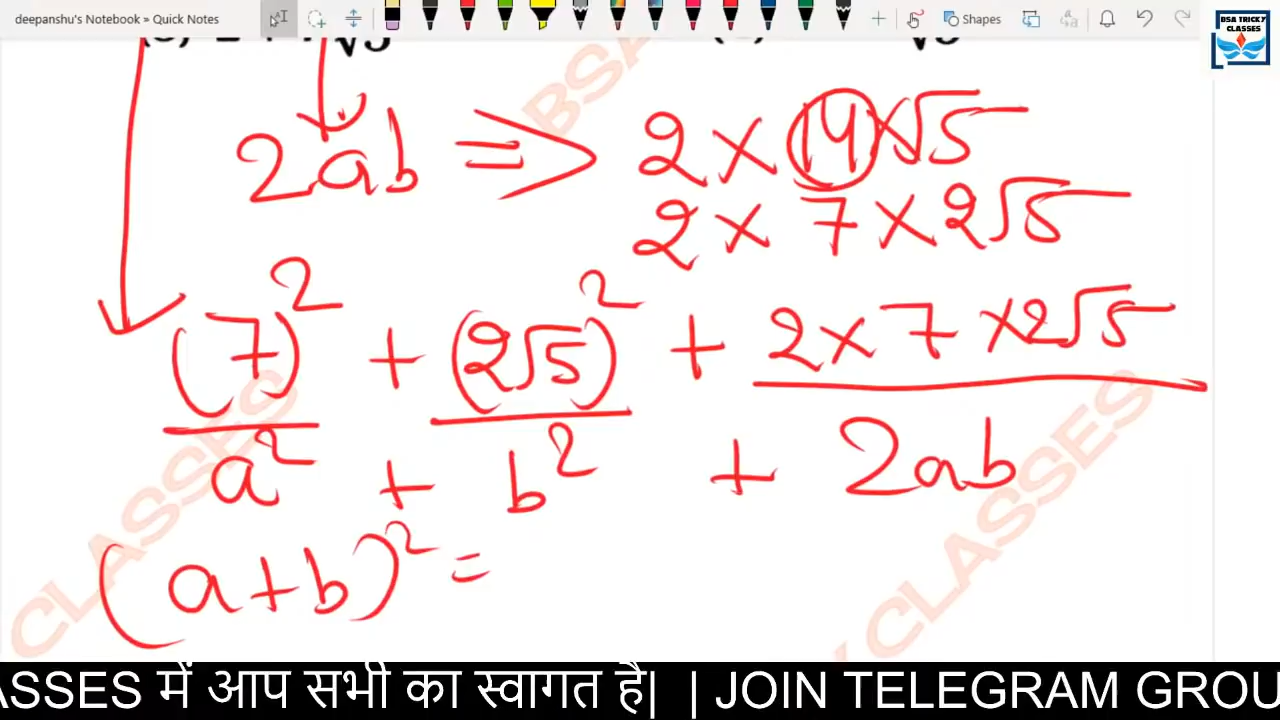 deepanshu's Notebook » Quick Notes
Shapes
BSA TRICKY
CLASSES
2ab => 2 × 14 × √5
2 × 7 × 2√5
(7)² + (2√5)² + 2 × 7 × 2√5
a² + b² + 2ab
(a+b)² =
ASSES में आप सभी का स्वागत है| | JOIN TELEGRAM GROU